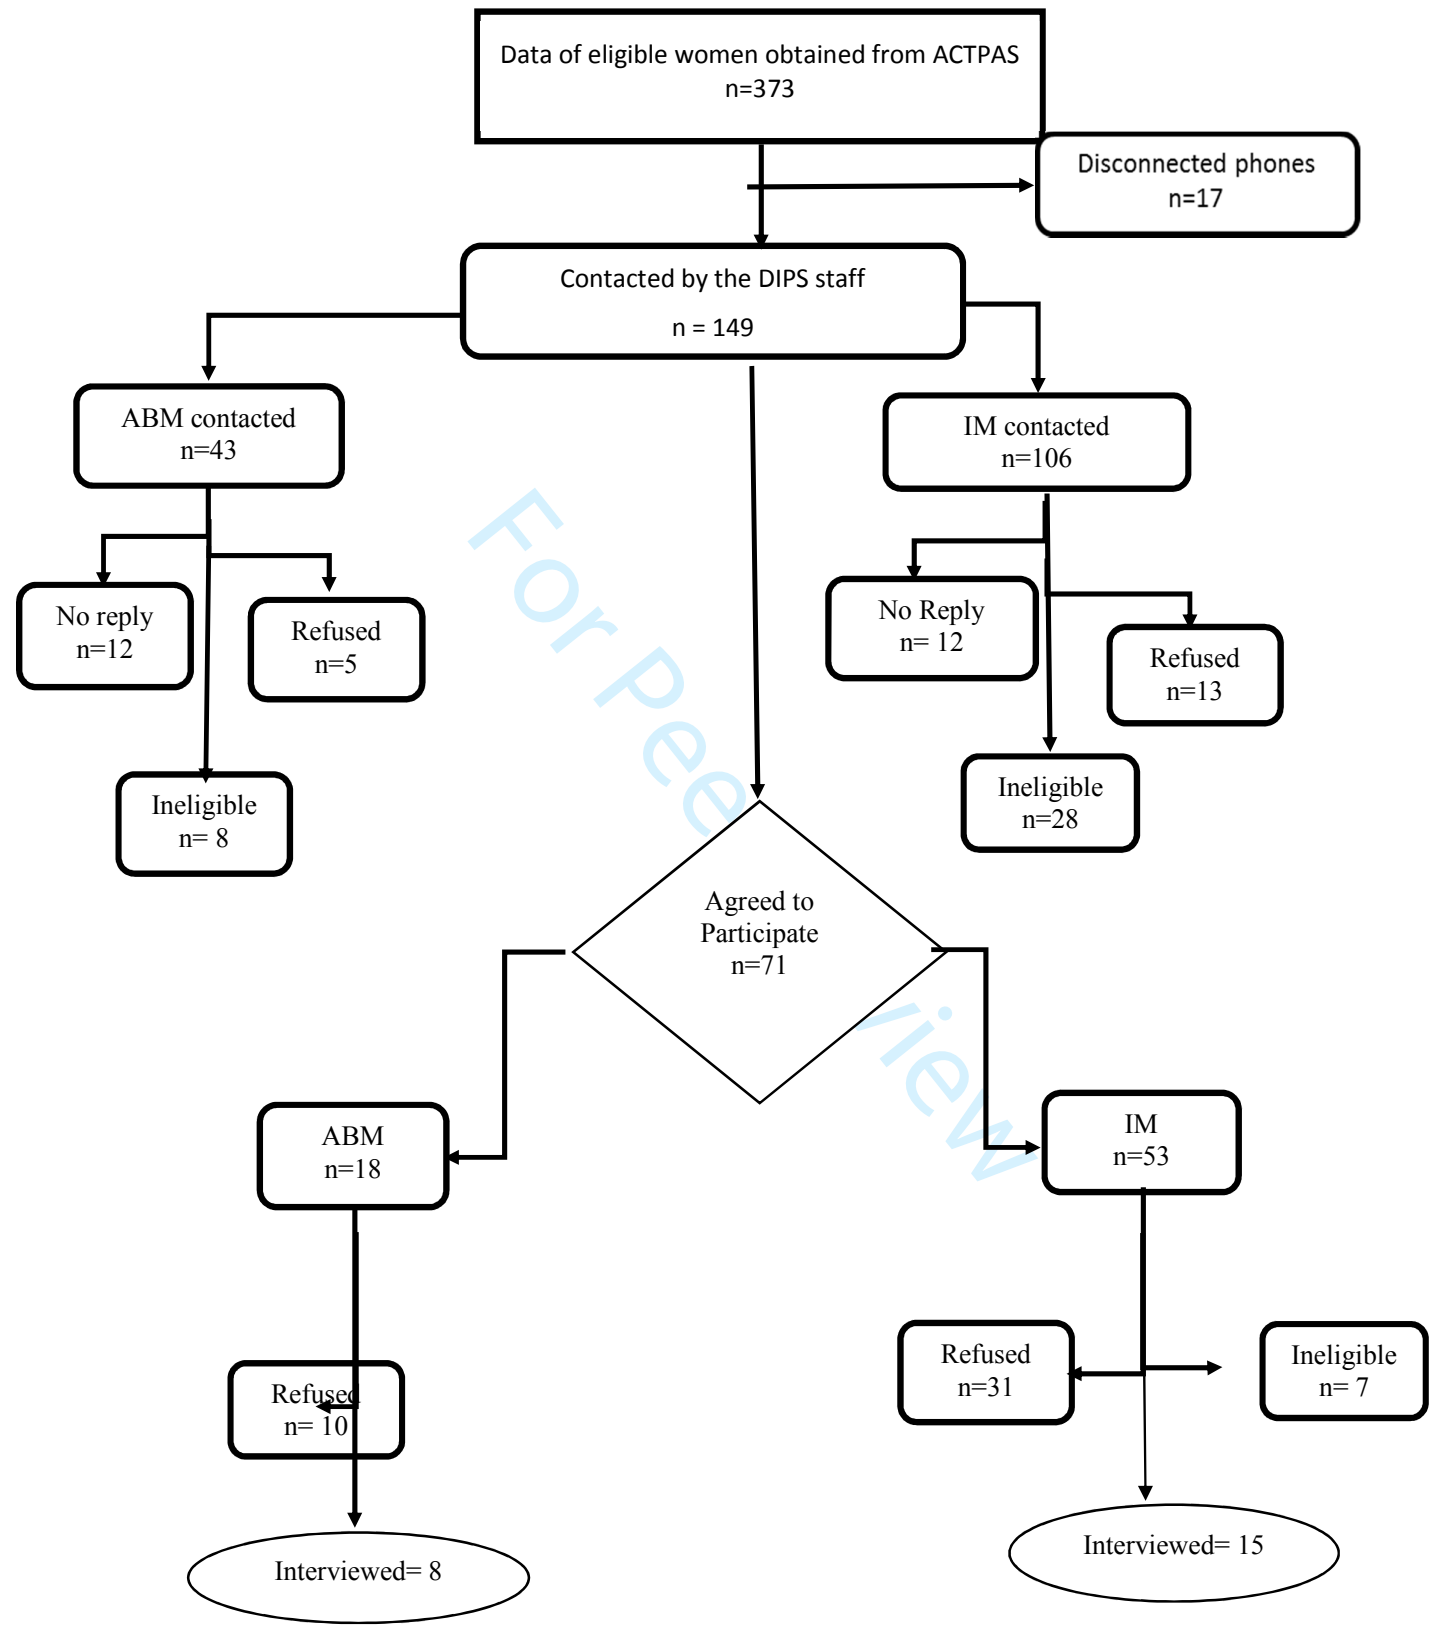 Data of eligible women obtained from ACTPAS
n=373
Disconnected phones
n=17
Contacted by the DIPS staff
n = 149
ABM contacted
n=43
IM contacted
n=106
No reply
n=12
Refused
n=5
No Reply
n= 12
Refused
n=13
Ineligible
n= 8
Ineligible
n=28
For Pee
view
Agreed to
Participate
n=71
ABM
n=18
IM
n=53
Refused
n= 10
Refused
n=31
Ineligible
n= 7
Interviewed= 8
Interviewed= 15